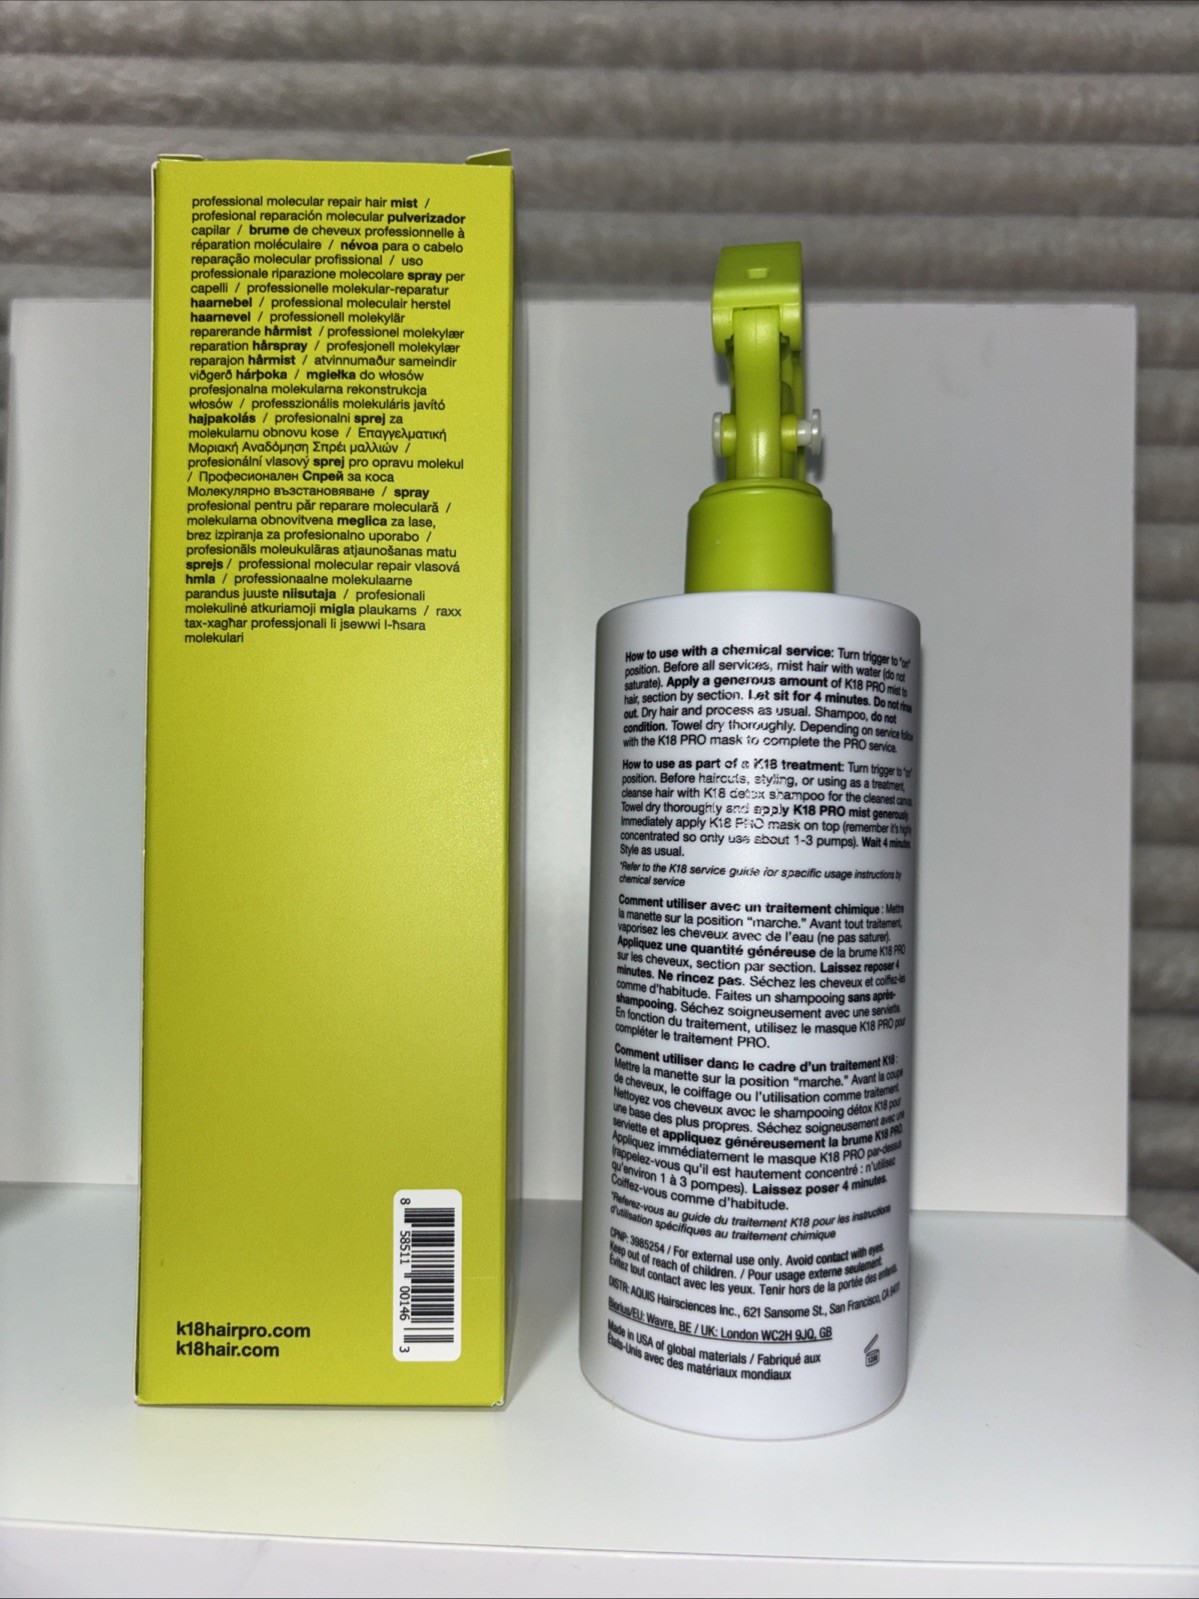 professional molecular repair hair mist /
profesional reparación molecular pulverizador
capilar / brume de cheveux professionnelle à
réparation moléculaire / névoa para o cabelo
reparação molecular profissional / uso
professionale riparazione molecolare spray per
capelli / professionelle molekular-reparatur
haarnebel / professional moleculair herstel
haarnevel / professionell molekylär
reparerande hårmist / professionel molekylær
reparation hårspray / profesjonell molekylær
reparajon hårmist / atvinnumaður sameindir
viðgerð hárþoka / mgiełka do włosów
profesjonalna molekularna rekonstrukcja
włosów / professzionális molekuláris javító
hajpakolás / profesionalni sprej za
molekularnu obnovu kose / Επαγγελματική
Μοριακή Αναδόμηση Σπρέι μαλλιών /
profesionální vlasový sprej pro opravu molekul
/ Професионален Спрей за коса
Молекулярно възстановяване / spray
profesional pentru păr reparare moleculară /
molekularna obnovitvena meglica za lase,
brez izpiranja za profesionalno uporabo /
profesionāls moleukulāras atjaunošanas matu
sprejs / professional molecular repair vlasová
hmla / professionaalne molekulaarne
parandus juuste niisutaja / profesionali
molekulinė atkuriamoji migla plaukams / raxx
tax-xagħar professjonali li jsewwi l-ħsara
molekulari
8 58511 00146 3
k18hairpro.com
k18hair.com
How to use with a chemical service: Turn trigger to "on"
position. Before all services, mist hair with water (do not
saturate). Apply a generous amount of K18 PRO mist to
hair, section by section. Let sit for 4 minutes. Do not rinse
out. Dry hair and process as usual. Shampoo, do not
condition. Towel dry thoroughly. Depending on service follow
with the K18 PRO mask to complete the PRO service.
How to use as part of a K18 treatment: Turn trigger to "on"
position. Before haircuts, styling, or using as a treatment,
cleanse hair with K18 detox shampoo for the cleanest canvas
Towel dry thoroughly and apply K18 PRO mist generously.
Immediately apply K18 PRO mask on top (remember it's highly
concentrated so only use about 1-3 pumps). Wait 4 minutes.
Style as usual.
*Refer to the K18 service guide for specific usage instructions by
chemical service
Comment utiliser avec un traitement chimique : Mettre
la manette sur la position “marche.” Avant tout traitement,
vaporisez les cheveux avec de l'eau (ne pas saturer).
Appliquez une quantité généreuse de la brume K18 PRO
sur les cheveux, section par section. Laissez reposer 4
minutes. Ne rincez pas. Séchez les cheveux et coiffez-les
comme d'habitude. Faites un shampooing sans après-
shampooing. Séchez soigneusement avec une serviette.
En fonction du traitement, utilisez le masque K18 PRO pour
compléter le traitement PRO.
Comment utiliser dans le cadre d'un traitement K18 :
Mettre la manette sur la position “marche.” Avant la coupe
de cheveux, le coiffage ou l'utilisation comme traitement.
Nettoyez vos cheveux avec le shampooing détox K18 pour
une base des plus propres. Séchez soigneusement avec une
serviette et appliquez généreusement la brume K18 PRO
Appliquez immédiatement le masque K18 PRO par-dessus
(rappelez-vous qu'il est hautement concentré : n'utilisez
qu'environ 1 à 3 pompes). Laissez poser 4 minutes.
Coiffez-vous comme d'habitude.
*Referez-vous au guide du traitement K18 pour les instructions
d'utilisation spécifiques au traitement chimique
CPNP: 3985254 / For external use only. Avoid contact with eyes.
Keep out of reach of children. / Pour usage externe seulement.
Évitez tout contact avec les yeux. Tenir hors de la portée des enfants.
DISTR: AQUIS Hairsciences Inc., 621 Sansome St., San Francisco, CA 94111
Biorius/EU: Wavre, BE / UK: London WC2H 9JQ, GB
Made in USA of global materials / Fabriqué aux
États-Unis avec des matériaux mondiaux
12M